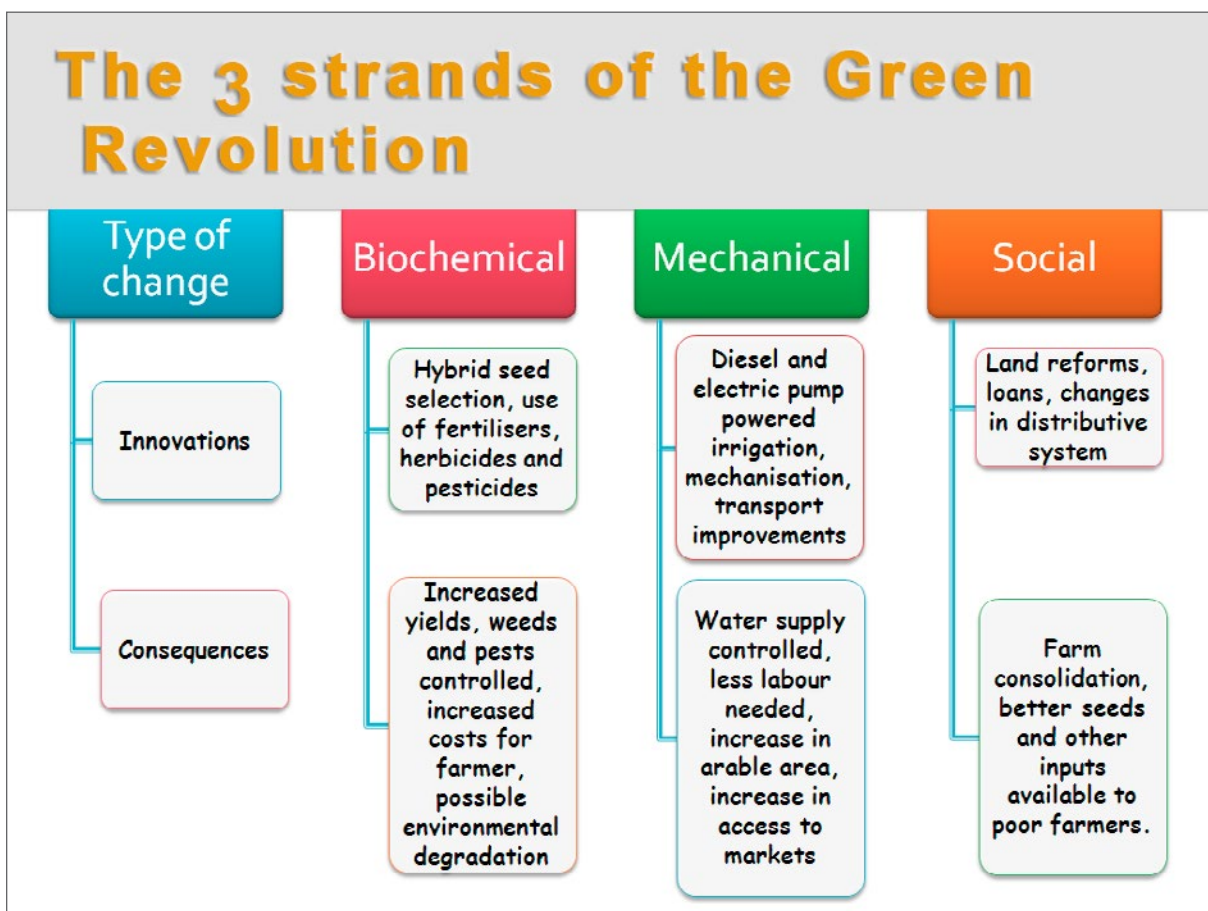 The 3 strands of the Green
Revolution
Type of
change
Innovations
Consequences
Biochemical
Hybrid seed
selection, use
of fertilisers,
herbicides and
pesticides
Increased
yields, weeds
and pests
controlled,
increased
costs for
farmer,
possible
environmental
degradation
Mechanical
Diesel and
electric pump
powered
irrigation,
mechanisation,
transport
improvements
Water supply
controlled,
less labour
needed,
increase in
arable area,
increase in
access to
markets
Social
Land reforms,
loans, changes
in distributive
system
Farm
consolidation,
better seeds
and other
inputs
available to
poor farmers.